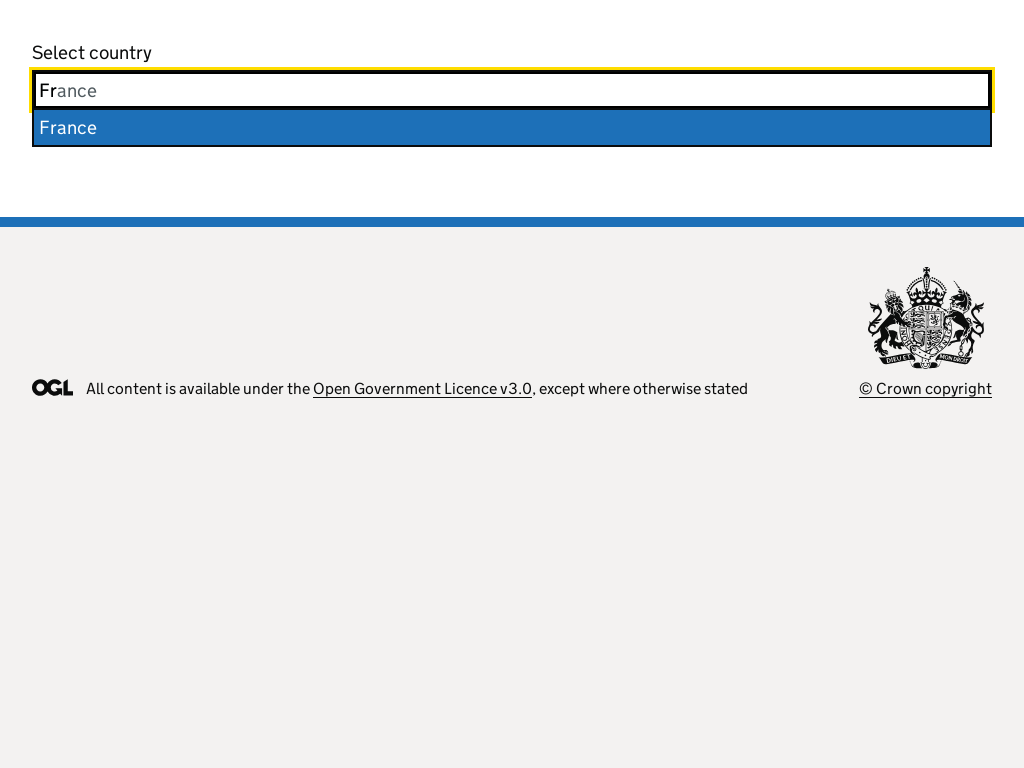 Select country
France
France
OGL All content is available under the Open Government Licence v3.0, except where otherwise stated
DIEU ET MON DROIT
© Crown copyright